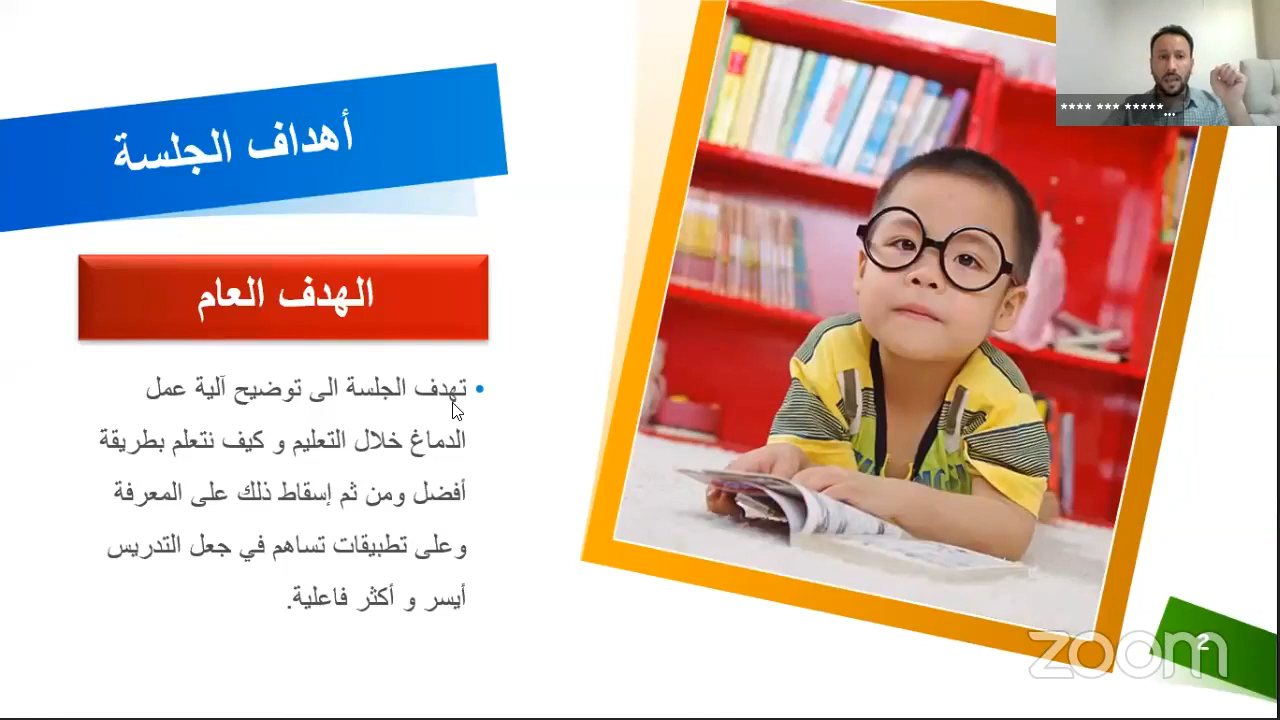 أهداف الجلسة
الهدف العام
• تهدف الجلسة الى توضيح آلية عمل
الدماغ خلال التعليم و كيف نتعلم بطريقة
أفضل ومن ثم إسقاط ذلك على المعرفة
وعلى تطبيقات تساهم في جعل التدريس
أيسر و أكثر فاعلية.
**** *** *****...
zoom
2